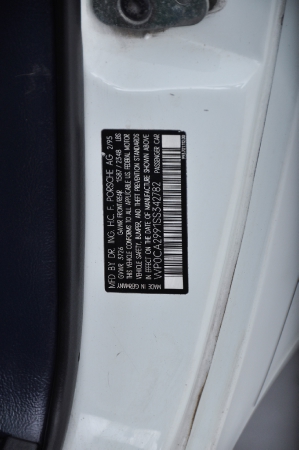 MFD BY DR. ING. H.C. F. PORSCHE AG 2/95
GVWR 3726 GAWR FRONT/REAR 1587/2348 LBS
THIS VEHICLE CONFORMS TO ALL APPLICABLE U.S. FEDERAL MOTOR
VEHICLE SAFETY, BUMPER, AND THEFT PREVENTION STANDARDS
IN EFFECT ON THE DATE OF MANUFACTURE SHOWN ABOVE
WP0CA2991SS342782 PASSENGER CAR
MADE IN GERMANY